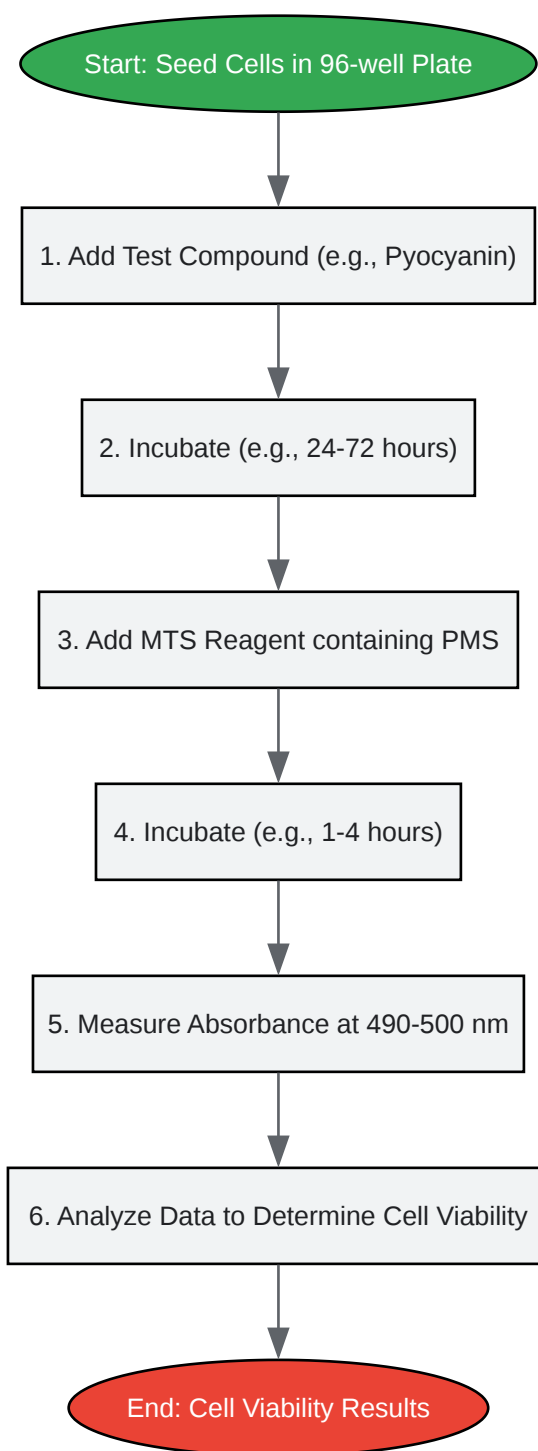 Start: Seed Cells in 96-well Plate
1. Add Test Compound (e.g., Pyocyanin)
2. Incubate (e.g., 24-72 hours)
3. Add MTS Reagent containing PMS
4. Incubate (e.g., 1-4 hours)
5. Measure Absorbance at 490-500 nm
6. Analyze Data to Determine Cell Viability
End: Cell Viability Results